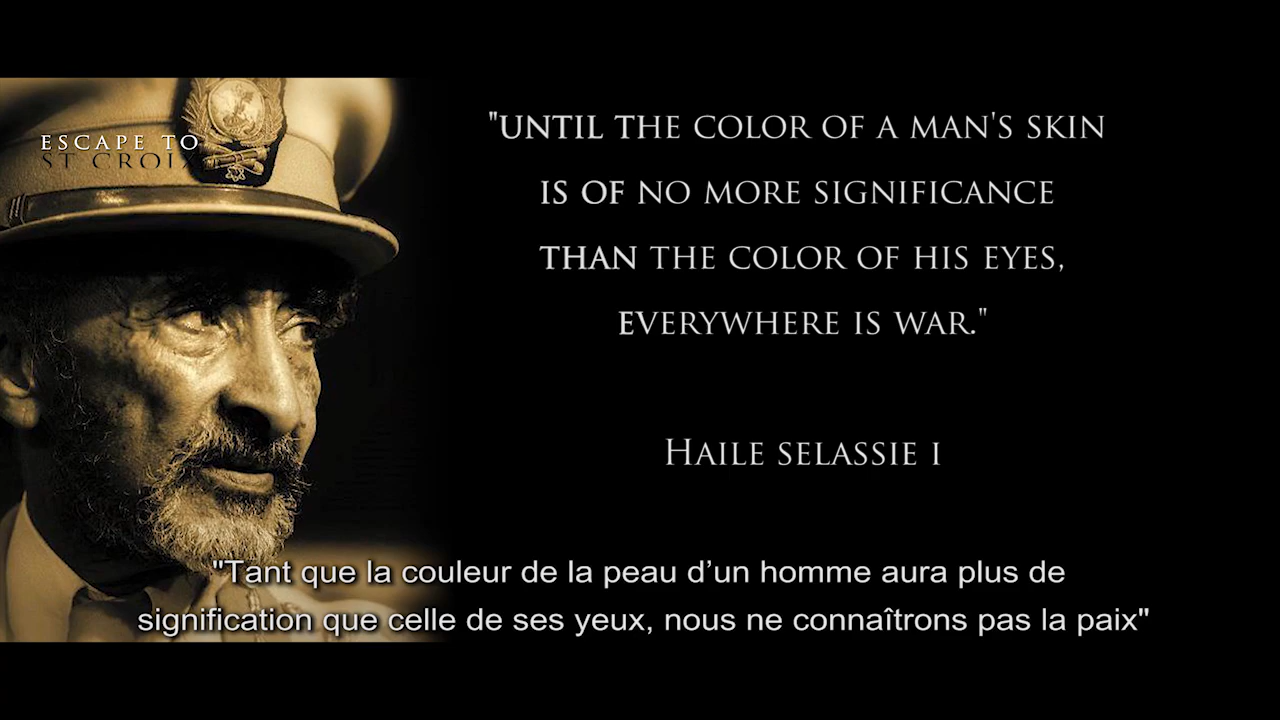 ESCAPE TO
ST CROIX
"UNTIL THE COLOR OF A MAN'S SKIN
IS OF NO MORE SIGNIFICANCE
THAN THE COLOR OF HIS EYES,
EVERYWHERE IS WAR."
HAILE SELASSIE I
"Tant que la couleur de la peau d’un homme aura plus de
signification que celle de ses yeux, nous ne connaîtrons pas la paix"